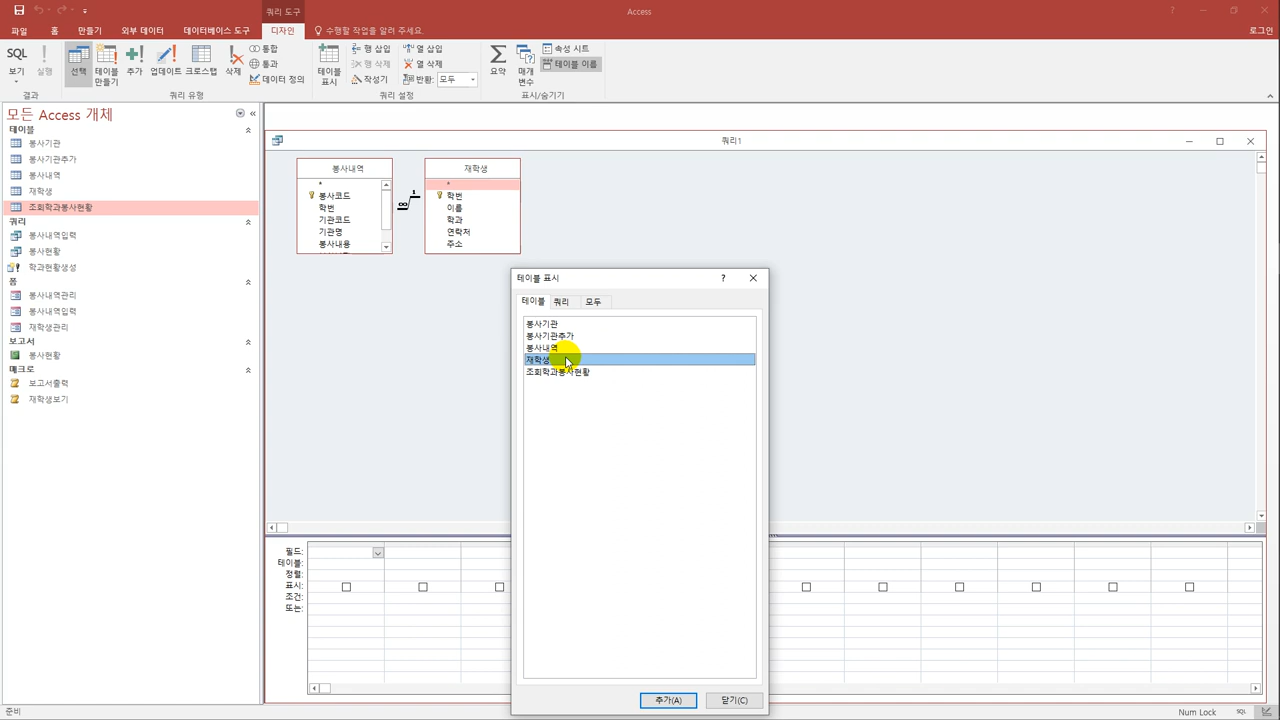 쿼리 도구
Access
파일 홈 만들기 외부 데이터 데이터베이스 도구 디자인 수행할 작업을 알려 주세요. 로그인
SQL
보기
실행
결과
선택
테이블
만들기
추가
업데이트
크로스탭
삭제
통합
통과
데이터 정의
쿼리 유형
테이블
표시
행 삽입
행 삭제
작성기
열 삽입
열 삭제
반환: 모두
쿼리 설정
요약
매개
변수
속성 시트
테이블 이름
표시/숨기기
모든 Access 개체
테이블
봉사기관
봉사기관추가
봉사내역
재학생
조회학과봉사현황
쿼리
봉사내역입력
봉사현황
학과현황생성
폼
봉사내역관리
봉사내역입력
재학생관리
보고서
봉사현황
매크로
보고서출력
재학생보기
쿼리1
봉사내역
*
봉사코드
학번
기관코드
기관명
봉사내용
∞ 1
재학생
*
학번
이름
학과
연락처
주소
테이블 표시
?
테이블 쿼리 모두
봉사기관
봉사기관추가
봉사내역
재학생
조회학과봉사현황
추가(A) 닫기(C)
필드:
테이블:
정렬:
표시:
조건:
또는:
준비
Num Lock
SQL